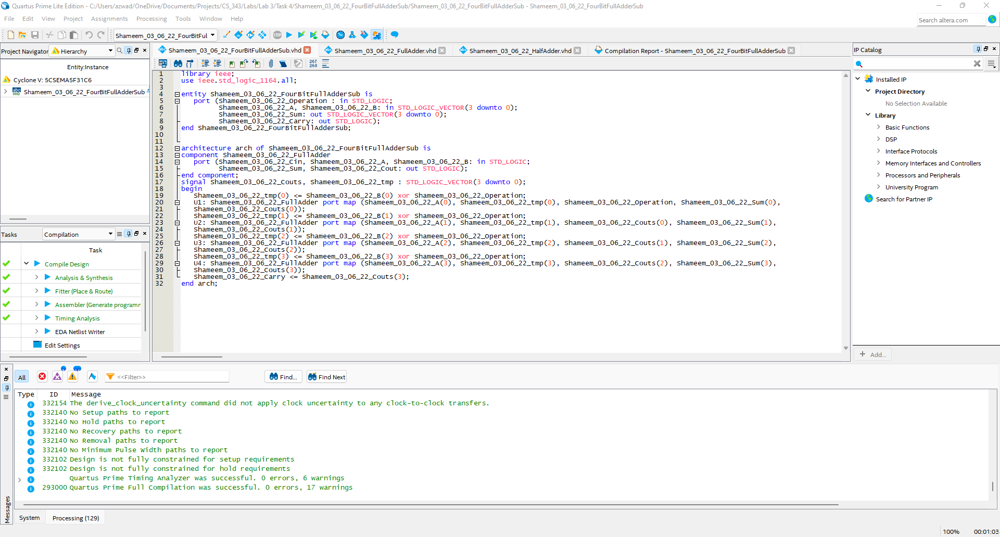 Quartus Prime Lite Edition - C:/Users/azwad/OneDrive/Documents/Projects/CS_343/Labs/Lab 3/Task 4/Shameem_03_06_22_FourBitFullAdderSub/Shameem_03_06_22_FourBitFullAdderSub - Shameem_03_06_22_FourBitFullAdderSub
File Edit View Project Assignments Processing Tools Window Help
Search altera.com
Shameem_03_06_22_FourBitFul
Project Navigator Hierarchy
Entity:Instance
Cyclone V: 5CSEMA5F31C6
Shameem_03_06_22_FourBitFullAdderSub
Tasks Compilation
Task
Compile Design
Analysis & Synthesis
Fitter (Place & Route)
Assembler (Generate programm
Timing Analysis
EDA Netlist Writer
Edit Settings
Shameem_03_06_22_FourBitFullAdderSub.vhd Shameem_03_06_22_FullAdder.vhd Shameem_03_06_22_HalfAdder.vhd Compilation Report - Shameem_03_06_22_FourBitFullAdderSub
267
268
1 library ieee;
2 use ieee.std_logic_1164.all;
3
4 entity Shameem_03_06_22_FourBitFullAdderSub is
5 port (Shameem_03_06_22_Operation : in STD_LOGIC;
6 Shameem_03_06_22_A, Shameem_03_06_22_B: in STD_LOGIC_VECTOR(3 downto 0);
7 Shameem_03_06_22_Sum: out STD_LOGIC_VECTOR(3 downto 0);
8 Shameem_03_06_22_Carry: out STD_LOGIC);
9 end Shameem_03_06_22_FourBitFullAdderSub;
10
11
12 architecture arch of Shameem_03_06_22_FourBitFullAdderSub is
13 component Shameem_03_06_22_FullAdder
14 port (Shameem_03_06_22_Cin, Shameem_03_06_22_A, Shameem_03_06_22_B: in STD_LOGIC;
15 Shameem_03_06_22_Sum, Shameem_03_06_22_Cout: out STD_LOGIC);
16 end component;
17 signal Shameem_03_06_22_Couts, Shameem_03_06_22_tmp : STD_LOGIC_VECTOR(3 downto 0);
18 begin
19 Shameem_03_06_22_tmp(0) <= Shameem_03_06_22_B(0) xor Shameem_03_06_22_Operation;
20 U1: Shameem_03_06_22_FullAdder port map (Shameem_03_06_22_A(0), Shameem_03_06_22_tmp(0), Shameem_03_06_22_Operation, Shameem_03_06_22_Sum(0),
21 Shameem_03_06_22_Couts(0));
22 Shameem_03_06_22_tmp(1) <= Shameem_03_06_22_B(1) xor Shameem_03_06_22_Operation;
23 U2: Shameem_03_06_22_FullAdder port map (Shameem_03_06_22_A(1), Shameem_03_06_22_tmp(1), Shameem_03_06_22_Couts(0), Shameem_03_06_22_Sum(1),
24 Shameem_03_06_22_Couts(1));
25 Shameem_03_06_22_tmp(2) <= Shameem_03_06_22_B(2) xor Shameem_03_06_22_Operation;
26 U3: Shameem_03_06_22_FullAdder port map (Shameem_03_06_22_A(2), Shameem_03_06_22_tmp(2), Shameem_03_06_22_Couts(1), Shameem_03_06_22_Sum(2),
27 Shameem_03_06_22_Couts(2));
28 Shameem_03_06_22_tmp(3) <= Shameem_03_06_22_B(3) xor Shameem_03_06_22_Operation;
29 U4: Shameem_03_06_22_FullAdder port map (Shameem_03_06_22_A(3), Shameem_03_06_22_tmp(3), Shameem_03_06_22_Couts(2), Shameem_03_06_22_Sum(3),
30 Shameem_03_06_22_Couts(3));
31 Shameem_03_06_22_Carry <= Shameem_03_06_22_Couts(3);
32 end arch;
IP Catalog
Installed IP
Project Directory
No Selection Available
Library
Basic Functions
DSP
Interface Protocols
Memory Interfaces and Controllers
Processors and Peripherals
University Program
Search for Partner IP
+ Add...
All <<Filter>> Find... Find Next
Type ID Message
332154 The derive_clock_uncertainty command did not apply clock uncertainty to any clock-to-clock transfers.
332140 No Setup paths to report
332140 No Hold paths to report
332140 No Recovery paths to report
332140 No Removal paths to report
332140 No Minimum Pulse Width paths to report
332102 Design is not fully constrained for setup requirements
332102 Design is not fully constrained for hold requirements
Quartus Prime Timing Analyzer was successful. 0 errors, 6 warnings
293000 Quartus Prime Full Compilation was successful. 0 errors, 17 warnings
Messages
System Processing (129)
100% 00:01:03